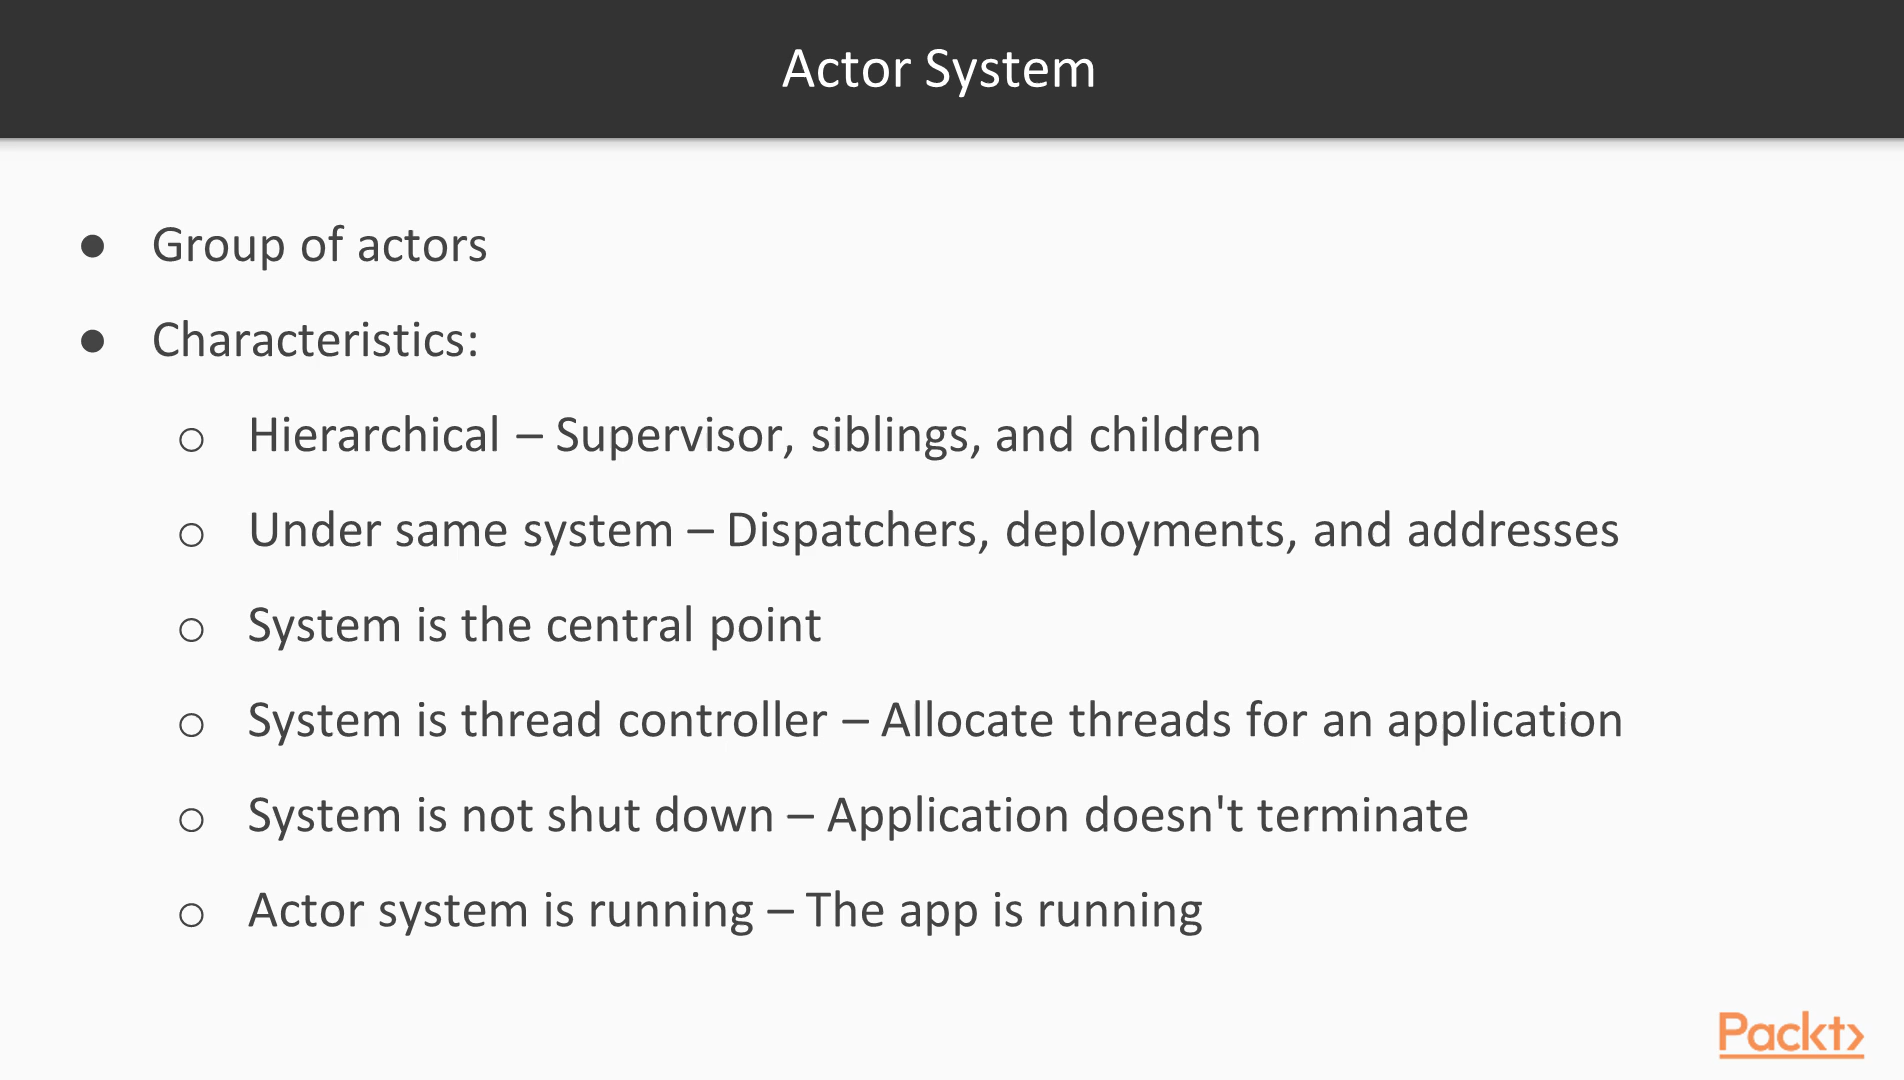 Actor System
● Group of actors
● Characteristics:
○ Hierarchical – Supervisor, siblings, and children
○ Under same system – Dispatchers, deployments, and addresses
○ System is the central point
○ System is thread controller – Allocate threads for an application
○ System is not shut down – Application doesn't terminate
○ Actor system is running – The app is running
Packt>